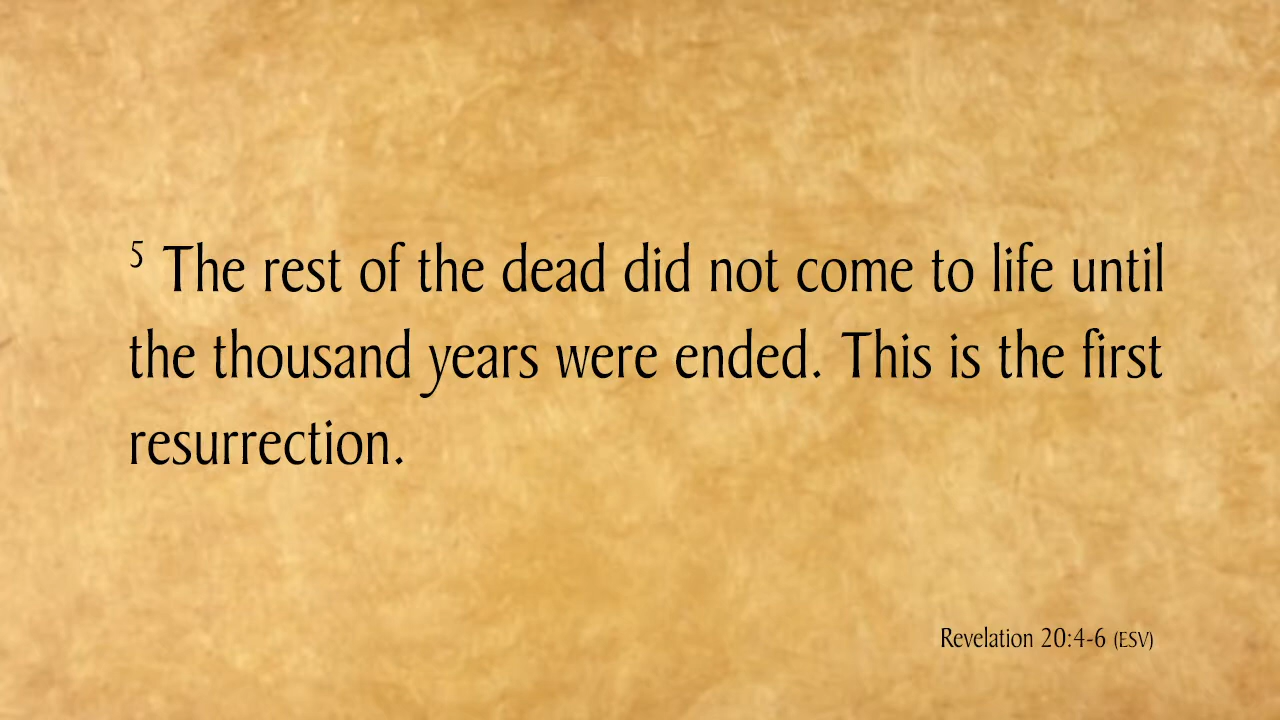 5 The rest of the dead did not come to life until
the thousand years were ended. This is the first
resurrection.
Revelation 20:4-6 (ESV)